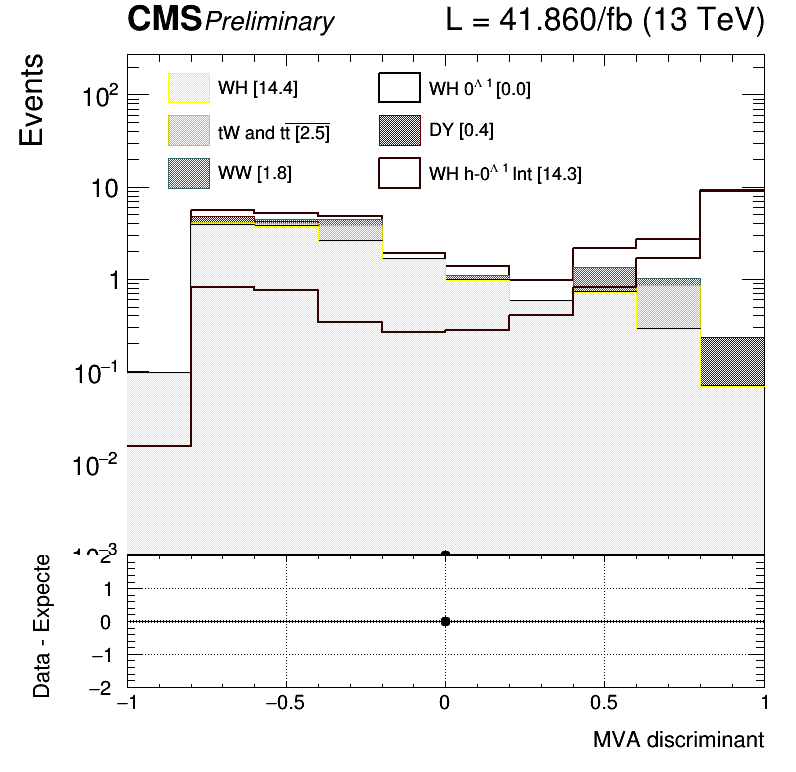 CMS Preliminary L = 41.860/fb (13 TeV)
Events
WH [14.4] WH 0^Λ 1 [0.0]
tW and tt [2.5] DY [0.4]
WW [1.8] WH h-0^Λ 1 Int [14.3]
10²
10
1
10⁻¹
10⁻²
10⁻³
Data - Expecte
2
1
0
−1
−2
−1 −0.5 0 0.5 1
MVA discriminant